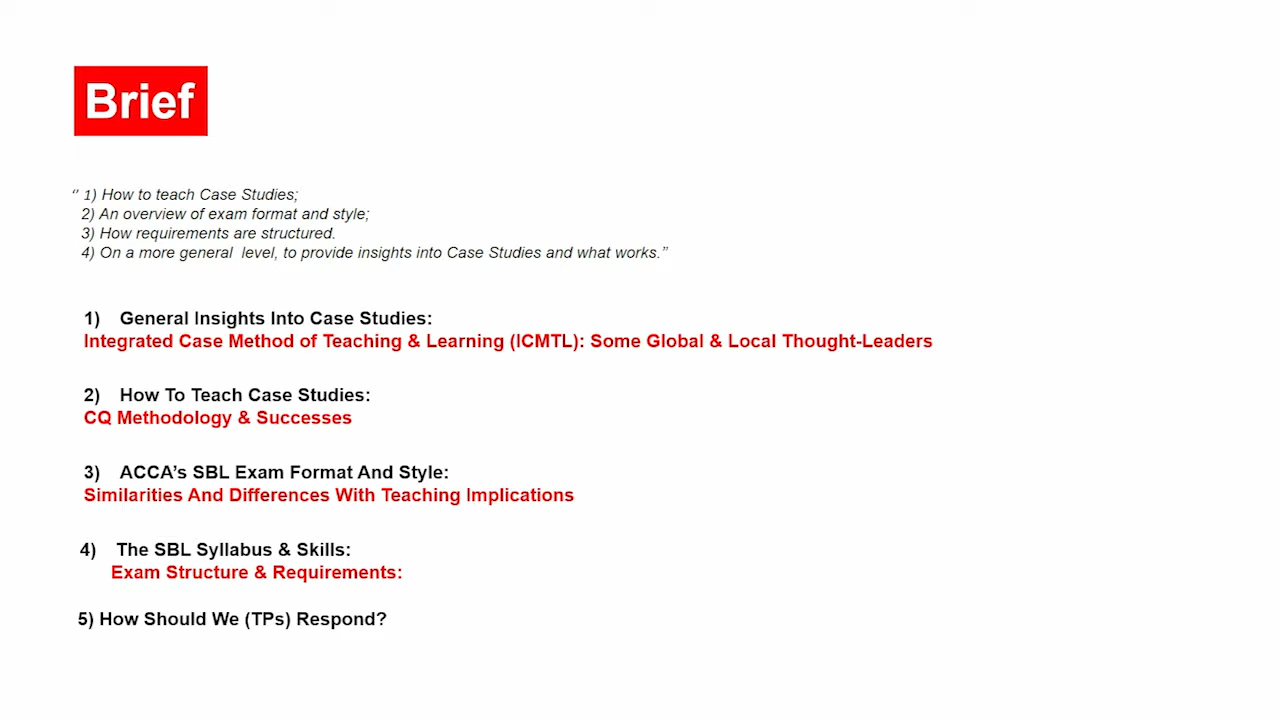 Brief
‘’ 1) How to teach Case Studies;
2) An overview of exam format and style;
3) How requirements are structured.
4) On a more general level, to provide insights into Case Studies and what works.’’
1) General Insights Into Case Studies:
Integrated Case Method of Teaching & Learning (ICMTL): Some Global & Local Thought-Leaders
2) How To Teach Case Studies:
CQ Methodology & Successes
3) ACCA’s SBL Exam Format And Style:
Similarities And Differences With Teaching Implications
4) The SBL Syllabus & Skills:
Exam Structure & Requirements:
5) How Should We (TPs) Respond?